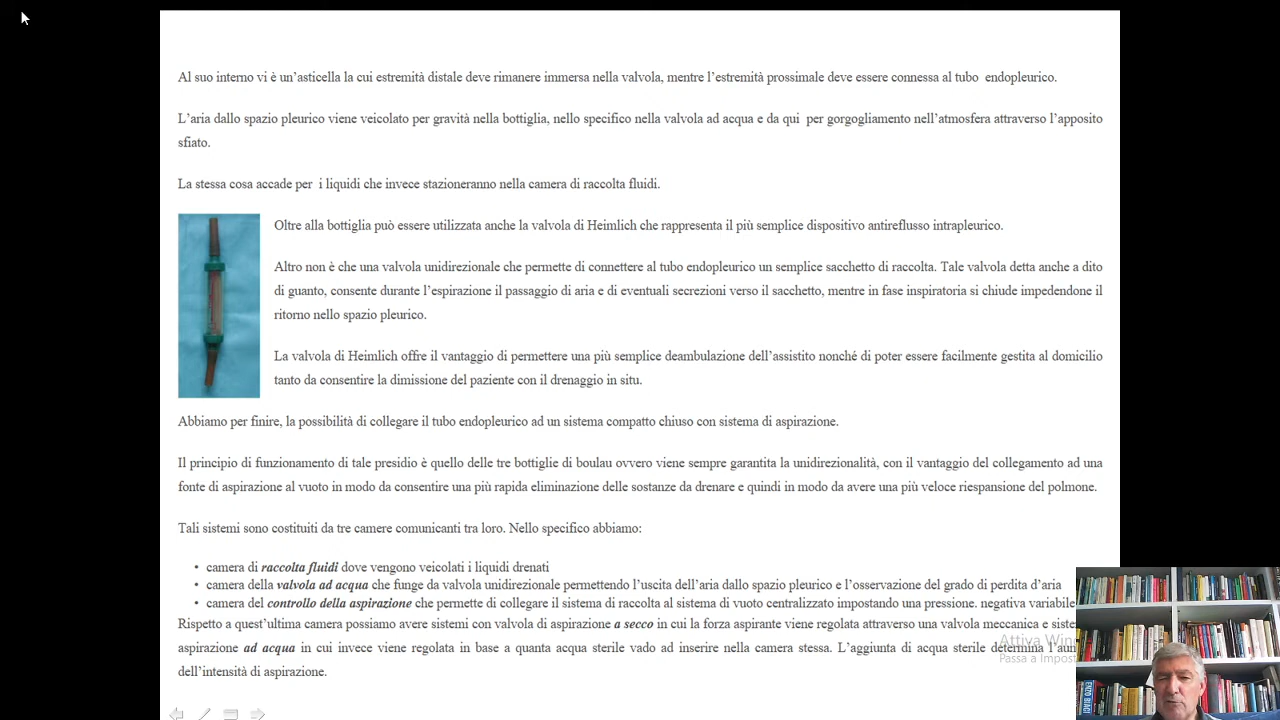 Al suo interno vi è un’asticella la cui estremità distale deve rimanere immersa nella valvola, mentre l’estremità prossimale deve essere connessa al tubo endopleurico.
L’aria dallo spazio pleurico viene veicolato per gravità nella bottiglia, nello specifico nella valvola ad acqua e da qui per gorgogliamento nell’atmosfera attraverso l’apposito
sfiato.
La stessa cosa accade per i liquidi che invece stazioneranno nella camera di raccolta fluidi.
Oltre alla bottiglia può essere utilizzata anche la valvola di Heimlich che rappresenta il più semplice dispositivo antireflusso intrapleurico.
Altro non è che una valvola unidirezionale che permette di connettere al tubo endopleurico un semplice sacchetto di raccolta. Tale valvola detta anche a dito
di guanto, consente durante l’espirazione il passaggio di aria e di eventuali secrezioni verso il sacchetto, mentre in fase inspiratoria si chiude impedendone il
ritorno nello spazio pleurico.
La valvola di Heimlich offre il vantaggio di permettere una più semplice deambulazione dell’assistito nonché di poter essere facilmente gestita al domicilio
tanto da consentire la dimissione del paziente con il drenaggio in situ.
Abbiamo per finire, la possibilità di collegare il tubo endopleurico ad un sistema compatto chiuso con sistema di aspirazione.
Il principio di funzionamento di tale presidio è quello delle tre bottiglie di boulau ovvero viene sempre garantita la unidirezionalità, con il vantaggio del collegamento ad una
fonte di aspirazione al vuoto in modo da consentire una più rapida eliminazione delle sostanze da drenare e quindi in modo da avere una più veloce riespansione del polmone.
Tali sistemi sono costituiti da tre camere comunicanti tra loro. Nello specifico abbiamo:
• camera di raccolta fluidi dove vengono veicolati i liquidi drenati
• camera della valvola ad acqua che funge da valvola unidirezionale permettendo l’uscita dell’aria dallo spazio pleurico e l’osservazione del grado di perdita d’aria
• camera del controllo della aspirazione che permette di collegare il sistema di raccolta al sistema di vuoto centralizzato impostando una pressione. negativa variabile
Rispetto a quest’ultima camera possiamo avere sistemi con valvola di aspirazione a secco in cui la forza aspirante viene regolata attraverso una valvola meccanica e
aspirazione ad acqua in cui invece viene regolata in base a quanta acqua sterile vado ad inserire nella camera stessa. L’aggiunta di acqua sterile determina
dell’intensità di aspirazione.
Attiva
Passa a
ENZO BIAGI